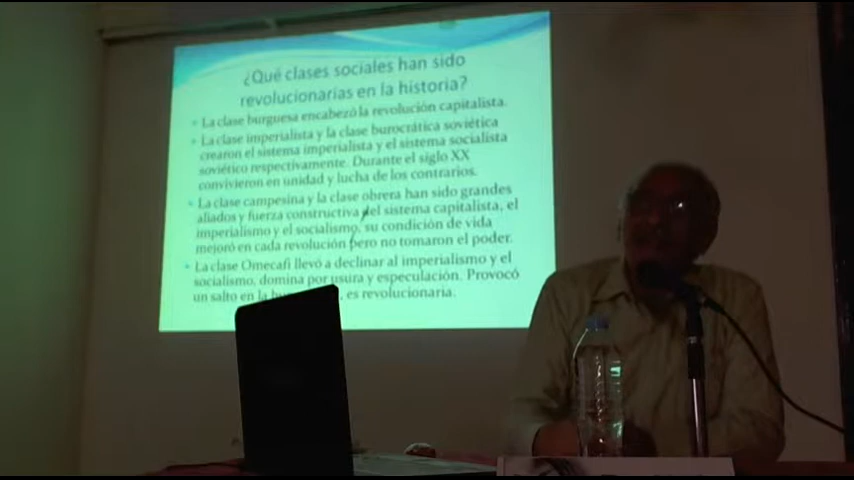 ¿Qué clases sociales han sido
revolucionarias en la historia?
La clase burguesa encabezó la revolución capitalista.
La clase imperialista y la clase burocrática soviética
crearon el sistema imperialista y el sistema socialista
soviético respectivamente. Durante el siglo XX
convivieron en unidad y lucha de los contrarios.
La clase campesina y la clase obrera han sido grandes
aliados y fuerza constructiva del sistema capitalista, el
imperialismo y el socialismo, su condición de vida
mejoró en cada revolución pero no tomaron el poder.
La clase Omecafi llevó a declinar al imperialismo y el
socialismo, domina por usura y especulación. Provocó
un salto en la es revolucionaria.